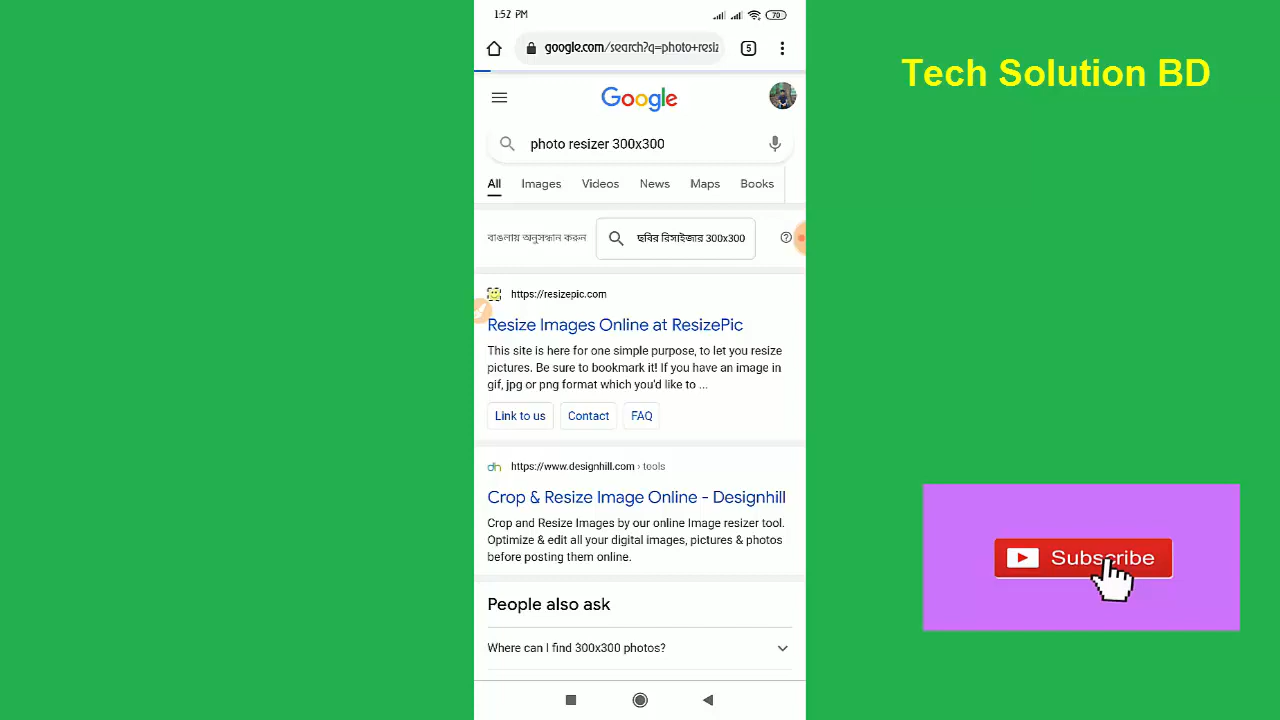 1:52 PM
70
google.com/search?q=photo+resiz
5
Tech Solution BD
Google
photo resizer 300x300
All Images Videos News Maps Books
বাঙলায় অনুসন্ধান করুন
ছবির রিসাইজার 300x300
https://resizepic.com
Resize Images Online at ResizePic
This site is here for one simple purpose, to let you resize
pictures. Be sure to bookmark it! If you have an image in
gif, jpg or png format which you'd like to ...
Link to us Contact FAQ
https://www.designhill.com › tools
Crop & Resize Image Online - Designhill
Crop and Resize Images by our online Image resizer tool.
Optimize & edit all your digital images, pictures & photos
before posting them online.
People also ask
Where can I find 300x300 photos?
Subscribe